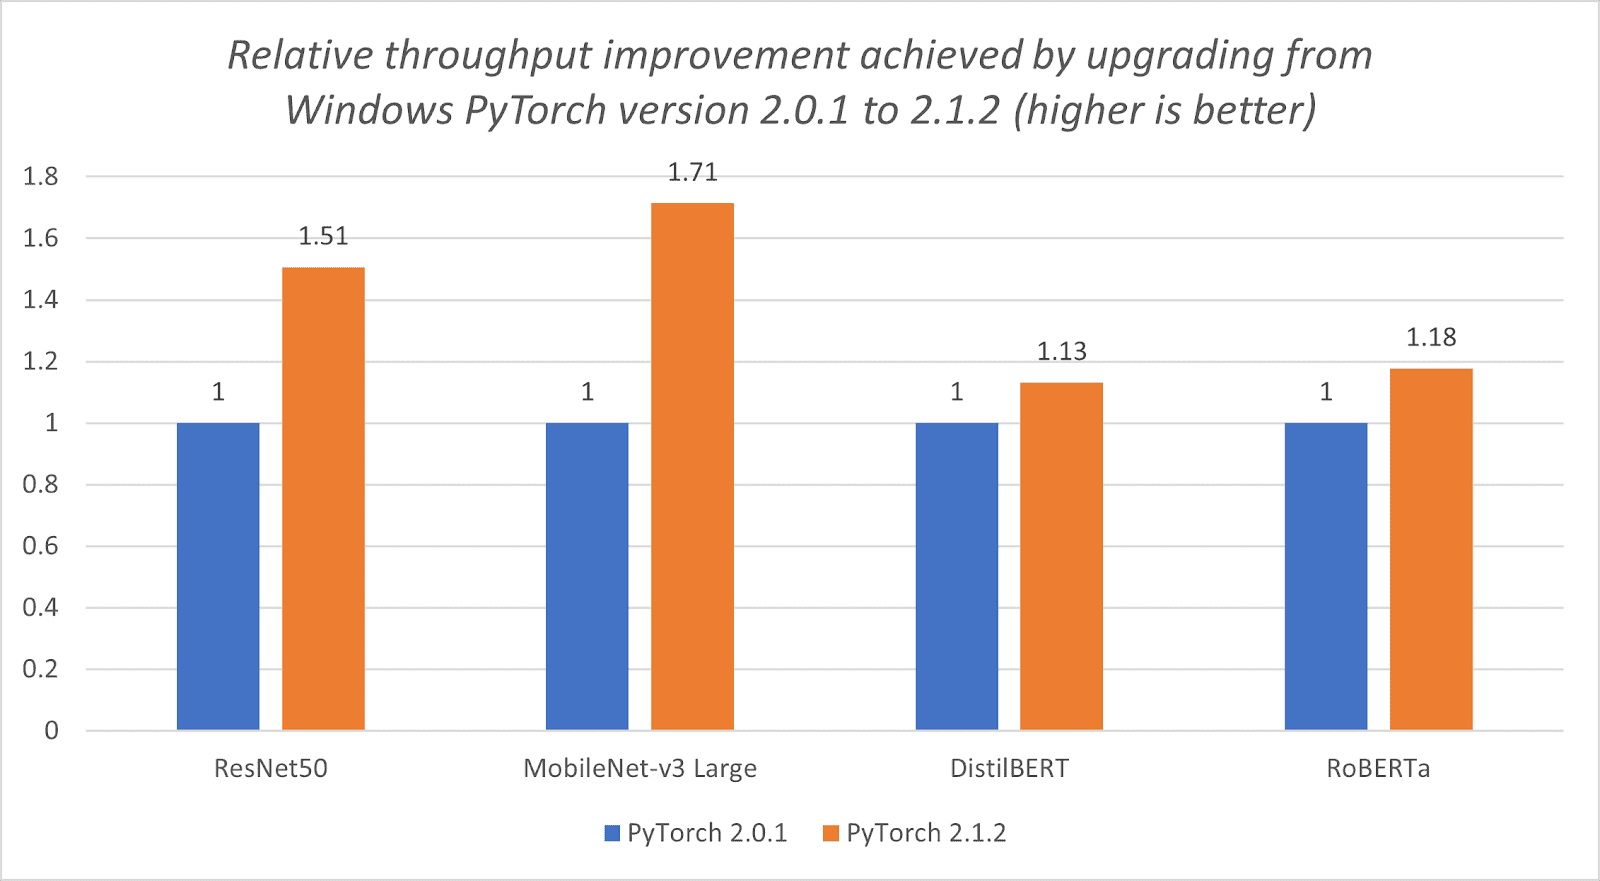 Relative throughput improvement achieved by upgrading from
Windows PyTorch version 2.0.1 to 2.1.2 (higher is better)
1.8
1.6
1.4
1.2
1
0.8
0.6
0.4
0.2
0
1
1.51
1
1.71
1
1.13
1
1.18
ResNet50
MobileNet-v3 Large
DistilBERT
RoBERTa
PyTorch 2.0.1
PyTorch 2.1.2